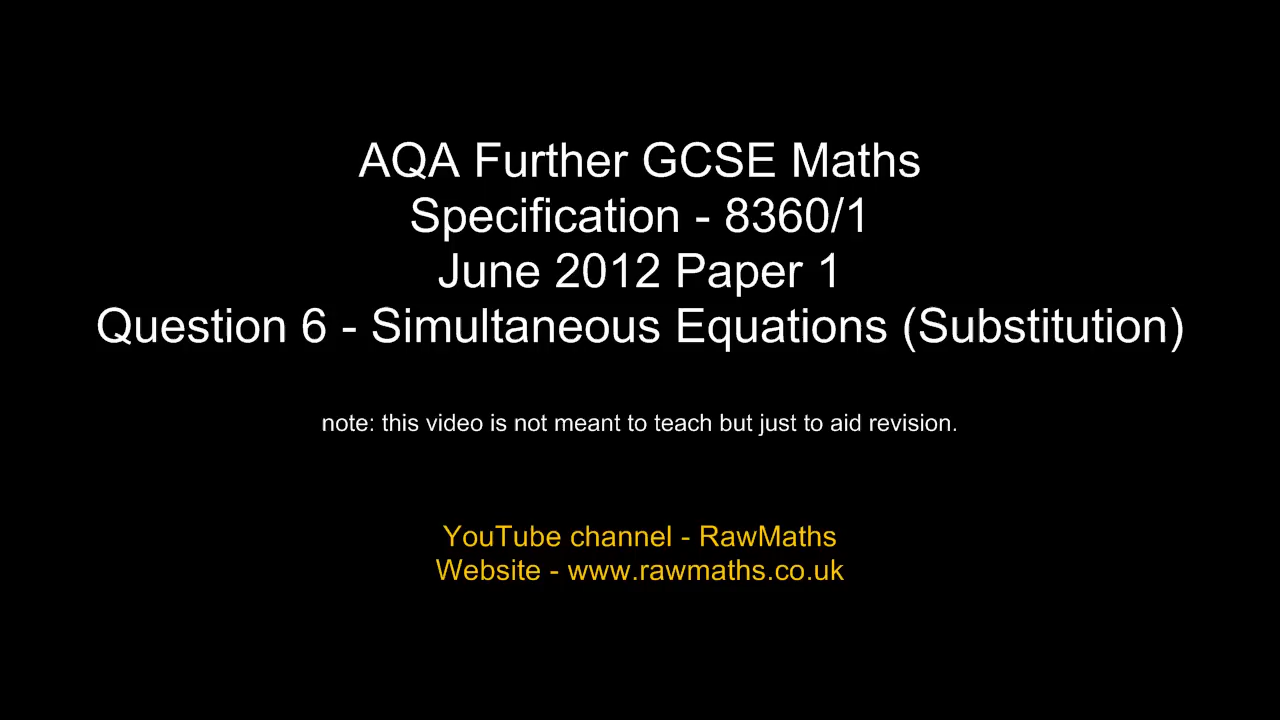 AQA Further GCSE Maths
Specification - 8360/1
June 2012 Paper 1
Question 6 - Simultaneous Equations (Substitution)
note: this video is not meant to teach but just to aid revision.
YouTube channel - RawMaths
Website - www.rawmaths.co.uk